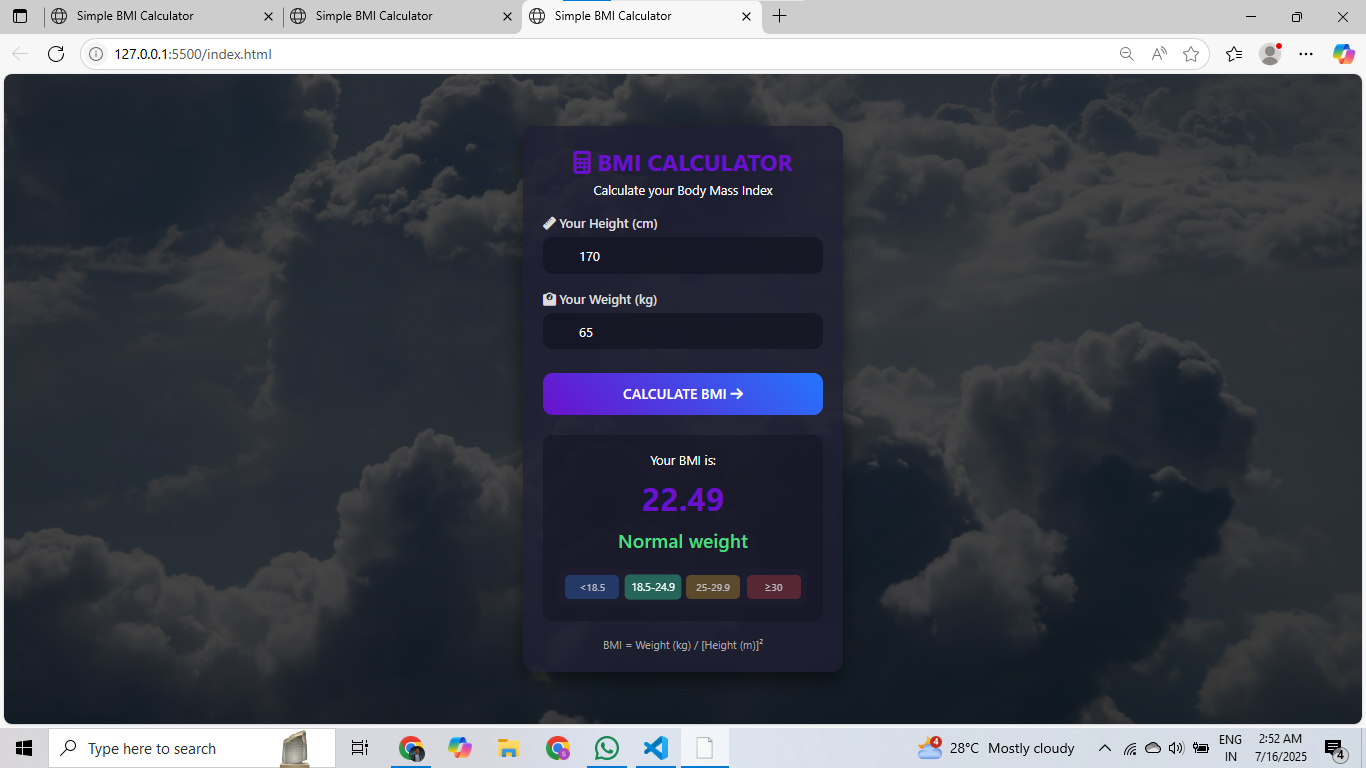 Simple BMI Calculator
Simple BMI Calculator
Simple BMI Calculator
127.0.0.1:5500/index.html
BMI CALCULATOR
Calculate your Body Mass Index
Your Height (cm)
170
Your Weight (kg)
65
CALCULATE BMI →
Your BMI is:
22.49
Normal weight
<18.5 18.5-24.9 25-29.9 ≥30
BMI = Weight (kg) / [Height (m)]²
Type here to search
4
28°C Mostly cloudy
ENG
IN
2:52 AM
7/16/2025
4